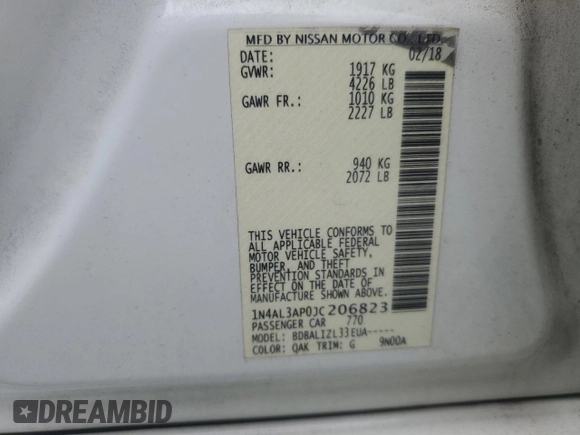 MFD BY NISSAN MOTOR CO., LTD.
DATE: 02/18
GVWR: 1917 KG
4226 LB
GAWR FR.: 1010 KG
2227 LB
GAWR RR.: 940 KG
2072 LB
THIS VEHICLE CONFORMS TO
ALL APPLICABLE FEDERAL
MOTOR VEHICLE SAFETY,
BUMPER, AND THEFT
PREVENTION STANDARDS IN
EFFECT ON THE DATE OF
MANUFACTURE SHOWN ABOVE.
1N4AL3AP0JC206823
PASSENGER CAR 770
MODEL: BDBALIZL33EUA-----
COLOR: QAK TRIM: G 9N00A
DREAMBID